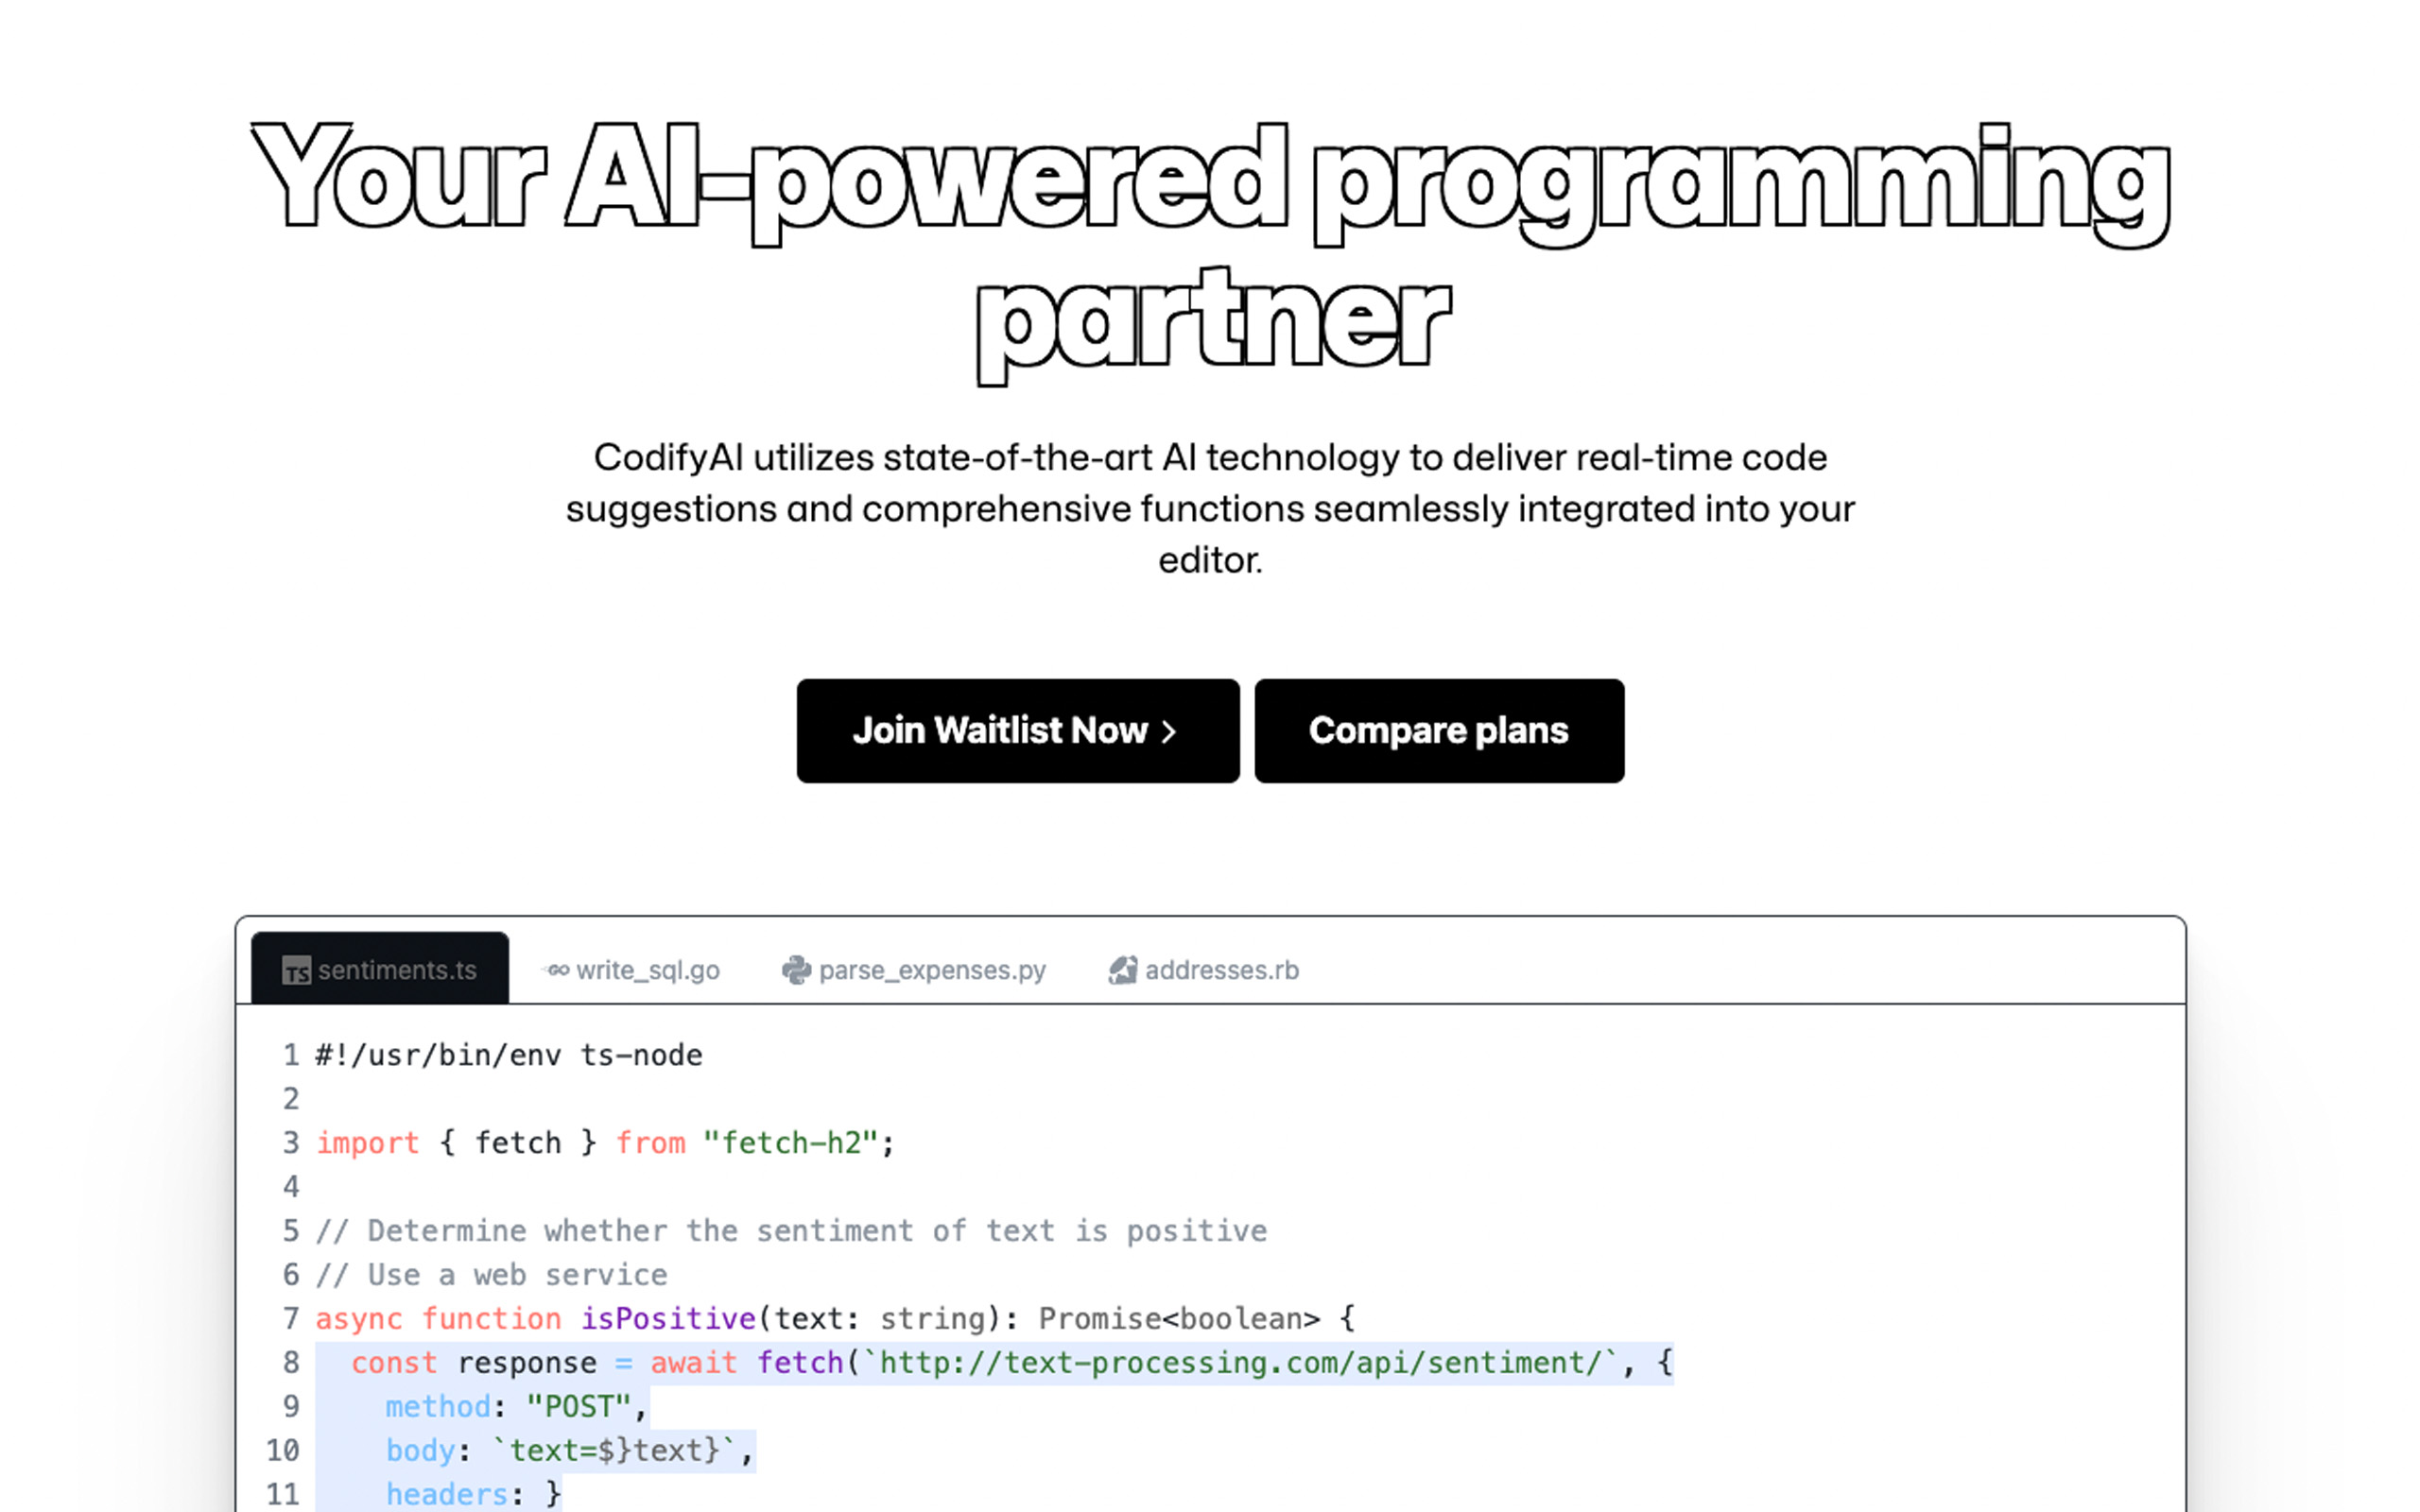 Your AI-powered programming
partner
CodifyAI utilizes state-of-the-art AI technology to deliver real-time code
suggestions and comprehensive functions seamlessly integrated into your
editor.
Join Waitlist Now >
Compare plans
TS sentiments.ts
GO write_sql.go
parse_expenses.py
addresses.rb
1 #!/usr/bin/env ts-node
2
3 import { fetch } from "fetch-h2";
4
5 // Determine whether the sentiment of text is positive
6 // Use a web service
7 async function isPositive(text: string): Promise<boolean> {
8 const response = await fetch(`http://text-processing.com/api/sentiment/`, {
9 method: "POST",
10 body: `text=$}text}`,
11 headers: }